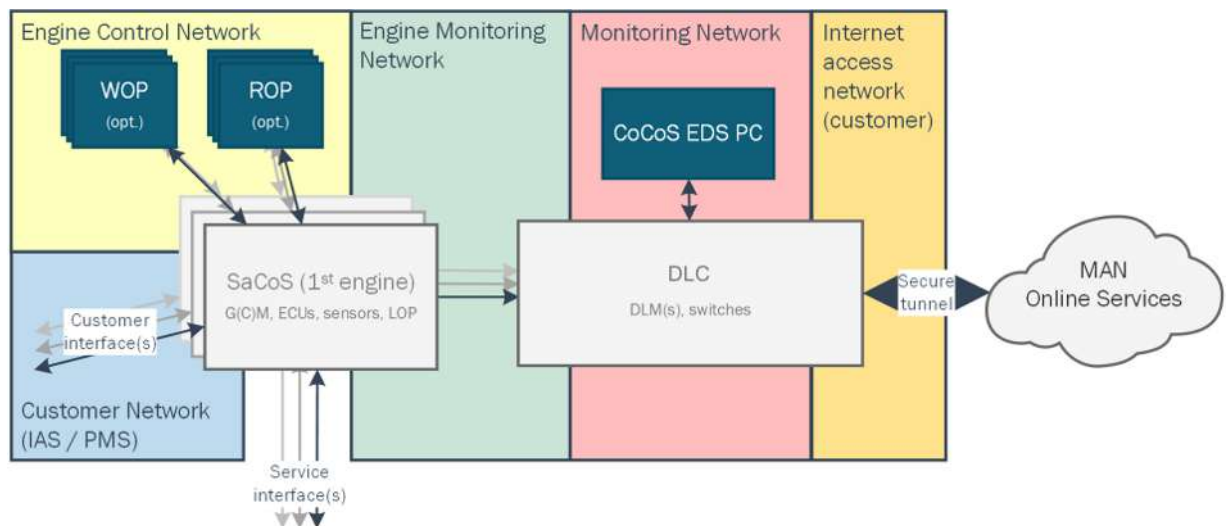 Engine Control Network
WOP
(opt.)
ROP
(opt.)
Engine Monitoring
Network
Monitoring Network
CoCoS EDS PC
Internet
access
network
(customer)
SaCoS (1st engine)
G(C)M, ECUs, sensors, LOP
DLC
DLM(s), switches
Secure
tunnel
MAN
Online Services
Customer
interface(s)
Customer Network
(IAS / PMS)
Service
interface(s)